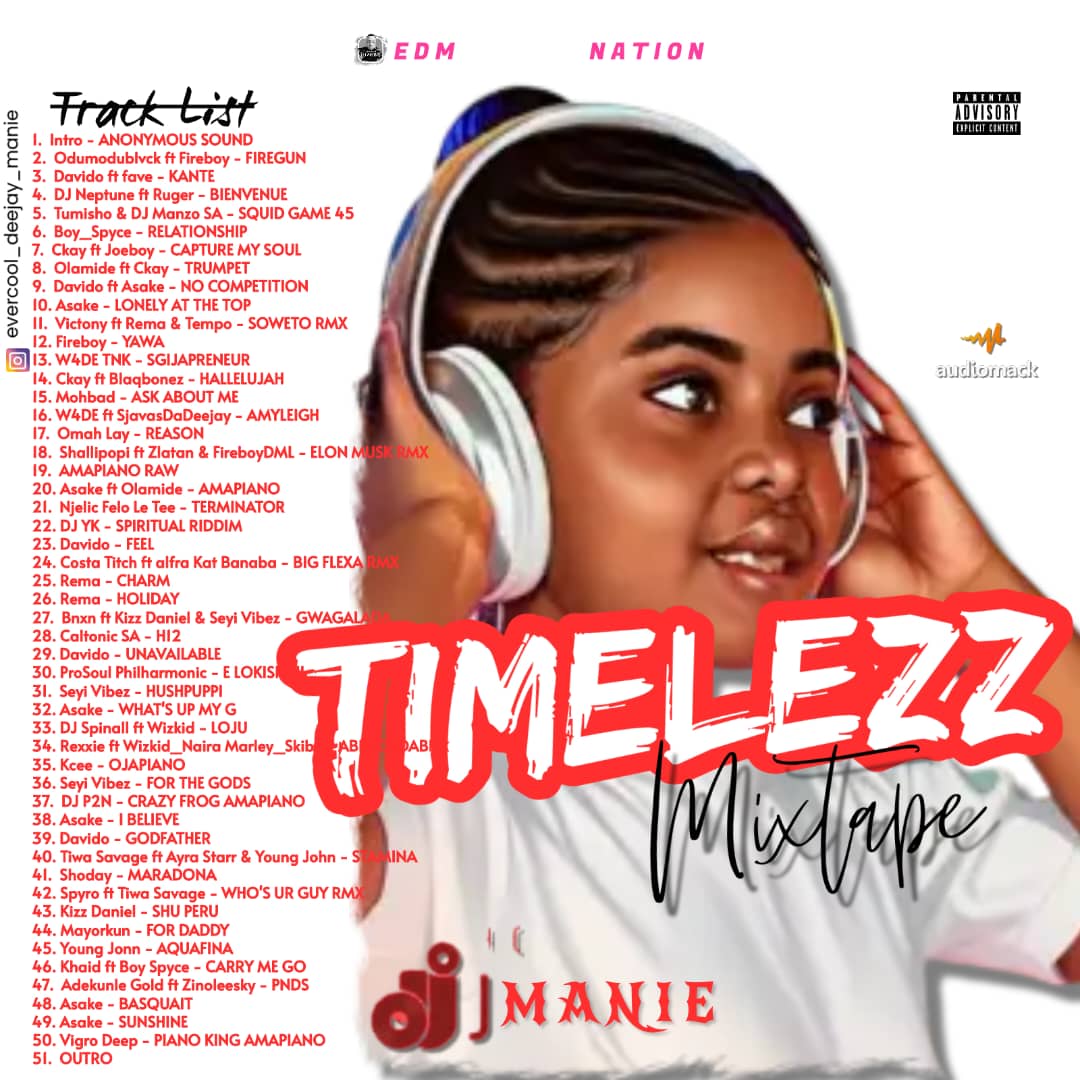 EDM NATION
Track List
PARENTAL
ADVISORY
EXPLICIT CONTENT
evercool_deejay_manie
1. Intro - ANONYMOUS SOUND
2. Odumodublvck ft Fireboy - FIREGUN
3. Davido ft fave - KANTE
4. DJ Neptune ft Ruger - BIENVENUE
5. Tumisho & DJ Manzo SA - SQUID GAME 45
6. Boy_Spyce - RELATIONSHIP
7. Ckay ft Joeboy - CAPTURE MY SOUL
8. Olamide ft Ckay - TRUMPET
9. Davido ft Asake - NO COMPETITION
10. Asake - LONELY AT THE TOP
11. Victony ft Rema & Tempo - SOWETO RMX
12. Fireboy - YAWA
13. W4DE TNK - SGIJAPRENEUR
14. Ckay ft Blaqbonez - HALLELUJAH
15. Mohbad - ASK ABOUT ME
16. W4DE ft SjavasDaDeejay - AMYLEIGH
17. Omah Lay - REASON
18. Shallipopi ft Zlatan & FireboyDML - ELON MUSK RMX
19. AMAPIANO RAW
20. Asake ft Olamide - AMAPIANO
21. Njelic Felo Le Tee - TERMINATOR
22. DJ YK - SPIRITUAL RIDDIM
23. Davido - FEEL
24. Costa Titch ft alfra Kat Banaba - BIG FLEXA RMX
25. Rema - CHARM
26. Rema - HOLIDAY
27. Bnxn ft Kizz Daniel & Seyi Vibez -
28. Caltonic SA - H12
29. Davido - UNAVAILABLE
30. ProSoul Philharmonic - E
31. Seyi Vibez - HUSHPUPPI
32. Asake - WHAT'S UP MY G
33. DJ Spinall ft Wizkid - LOJU
34. Rexxie ft Wizkid_Naira Marley_
35. Kcee - OJAPIANO
36. Seyi Vibez - FOR THE GODS
37. DJ P2N - CRAZY FROG AMAPIANO
38. Asake - I BELIEVE
39. Davido - GODFATHER
40. Tiwa Savage ft Ayra Starr & Young John - STAMINA
41. Shoday - MARADONA
42. Spyro ft Tiwa Savage - WHO'S UR GUY RMX
43. Kizz Daniel - SHU PERU
44. Mayorkun - FOR DADDY
45. Young Jonn - AQUAFINA
46. Khaid ft Boy Spyce - CARRY ME GO
47. Adekunle Gold ft Zinoleesky - PNDS
48. Asake - BASQUAIT
49. Asake - SUNSHINE
50. Vigro Deep - PIANO KING AMAPIANO
51. OUTRO
audiomack
TIMELEZZ
Mixtape
dj
MANIE